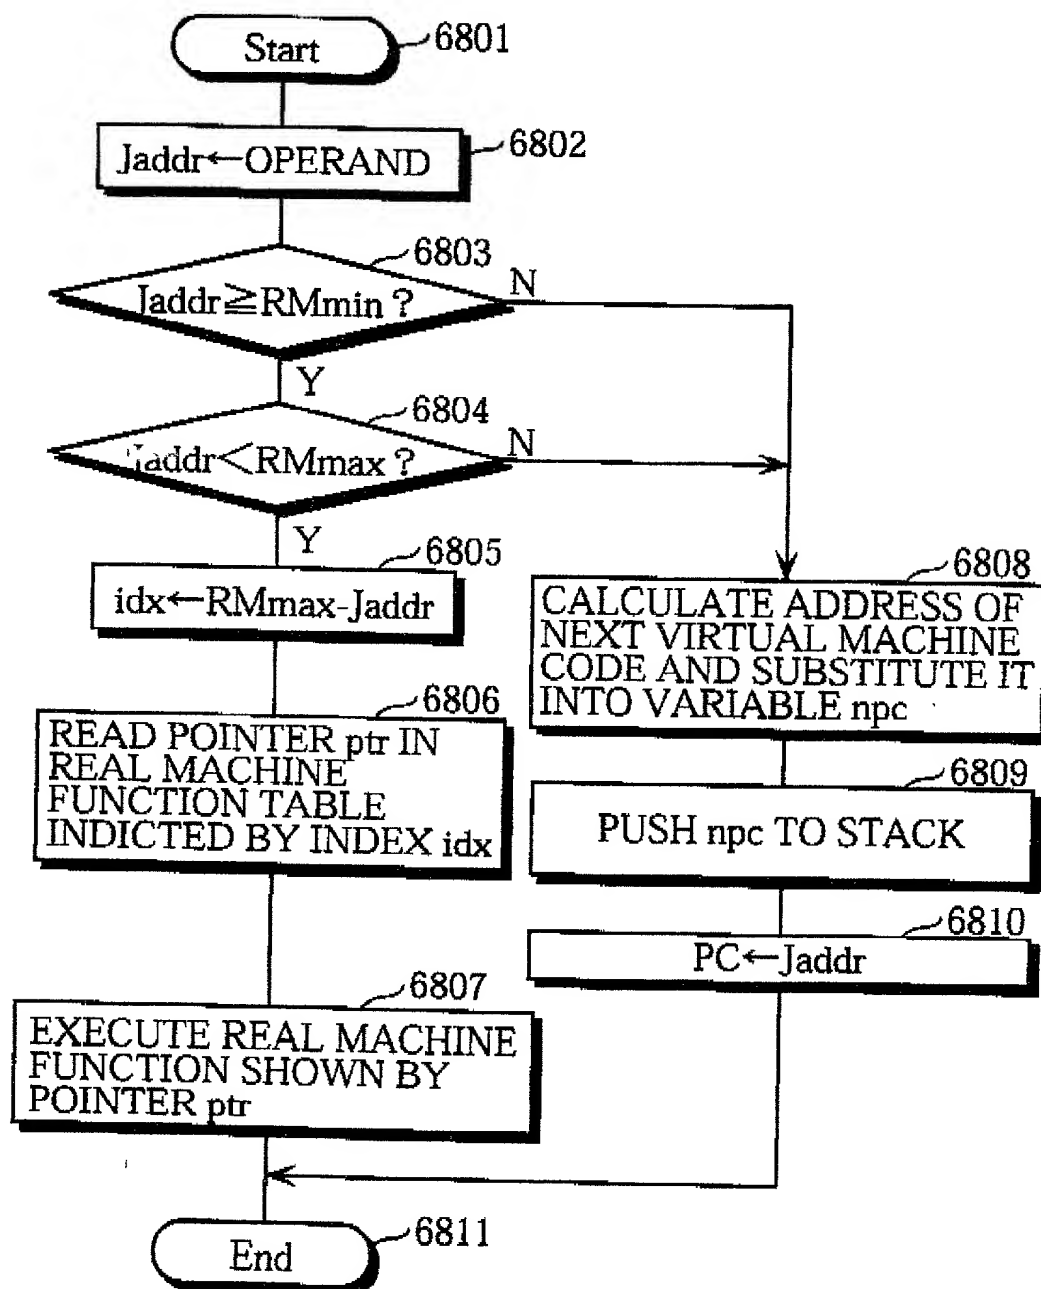 Start
6801
Jaddr←OPERAND
6802
6803
Jaddr≧RMmin ?
N
Y
6804
Jaddr＜RMmax ?
N
Y
6805
idx←RMmax-Jaddr
6806
READ POINTER ptr IN
REAL MACHINE
FUNCTION TABLE
INDICTED BY INDEX idx
6807
EXECUTE REAL MACHINE
FUNCTION SHOWN BY
POINTER ptr
6808
CALCULATE ADDRESS OF
NEXT VIRTUAL MACHINE
CODE AND SUBSTITUTE IT
INTO VARIABLE npc
6809
PUSH npc TO STACK
6810
PC←Jaddr
End
6811